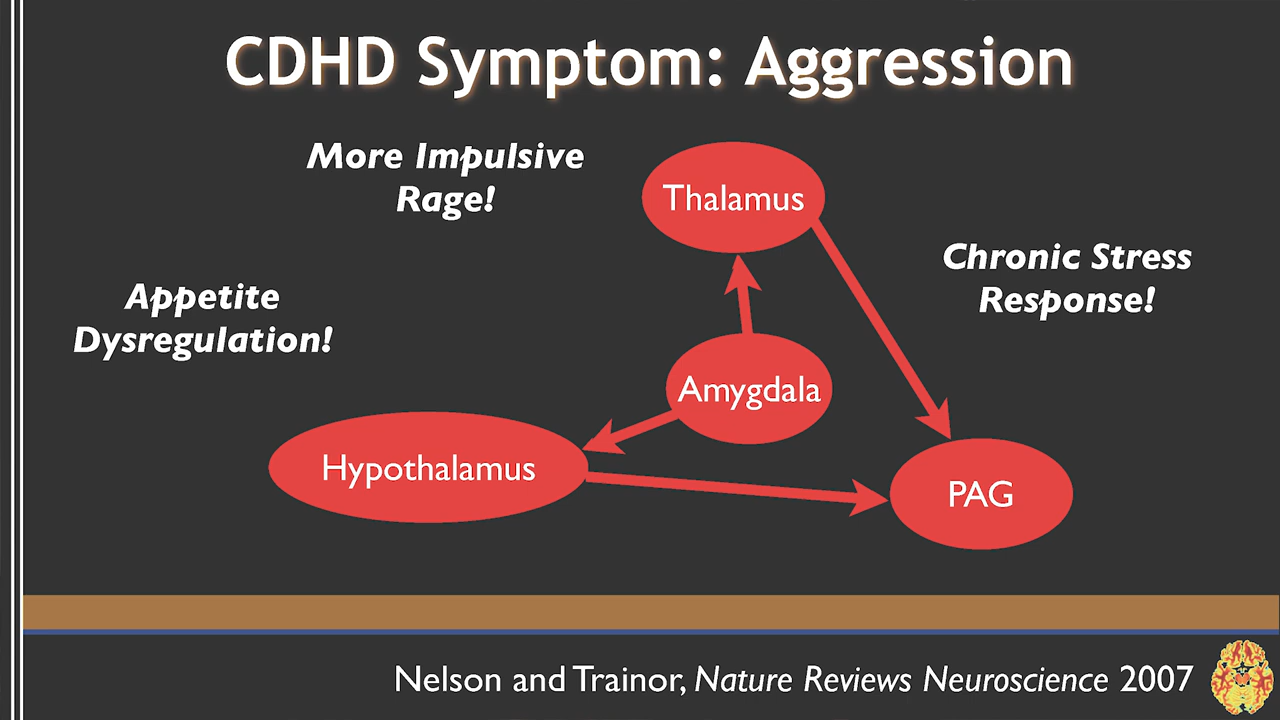 CDHD Symptom: Aggression
More Impulsive
Rage!
Thalamus
Chronic Stress
Response!
Appetite
Dysregulation!
Amygdala
Hypothalamus
PAG
Nelson and Trainor, Nature Reviews Neuroscience 2007